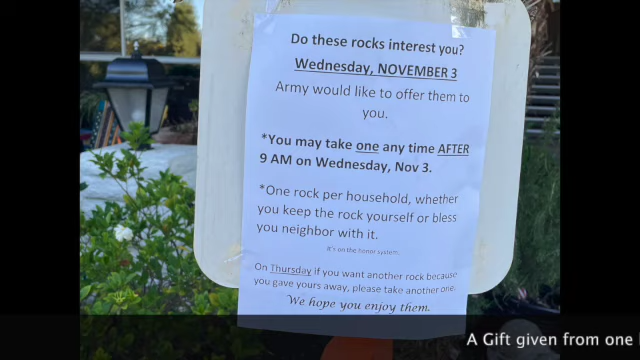 Do these rocks interest you?
Wednesday, NOVEMBER 3
Army would like to offer them to
you.
*You may take one any time AFTER
9 AM on Wednesday, Nov 3.
*One rock per household, whether
you keep the rock yourself or bless
you neighbor with it.
It's on the honor system.
On Thursday if you want another rock because
you gave yours away, please take another one.
We hope you enjoy them.
A Gift given from one